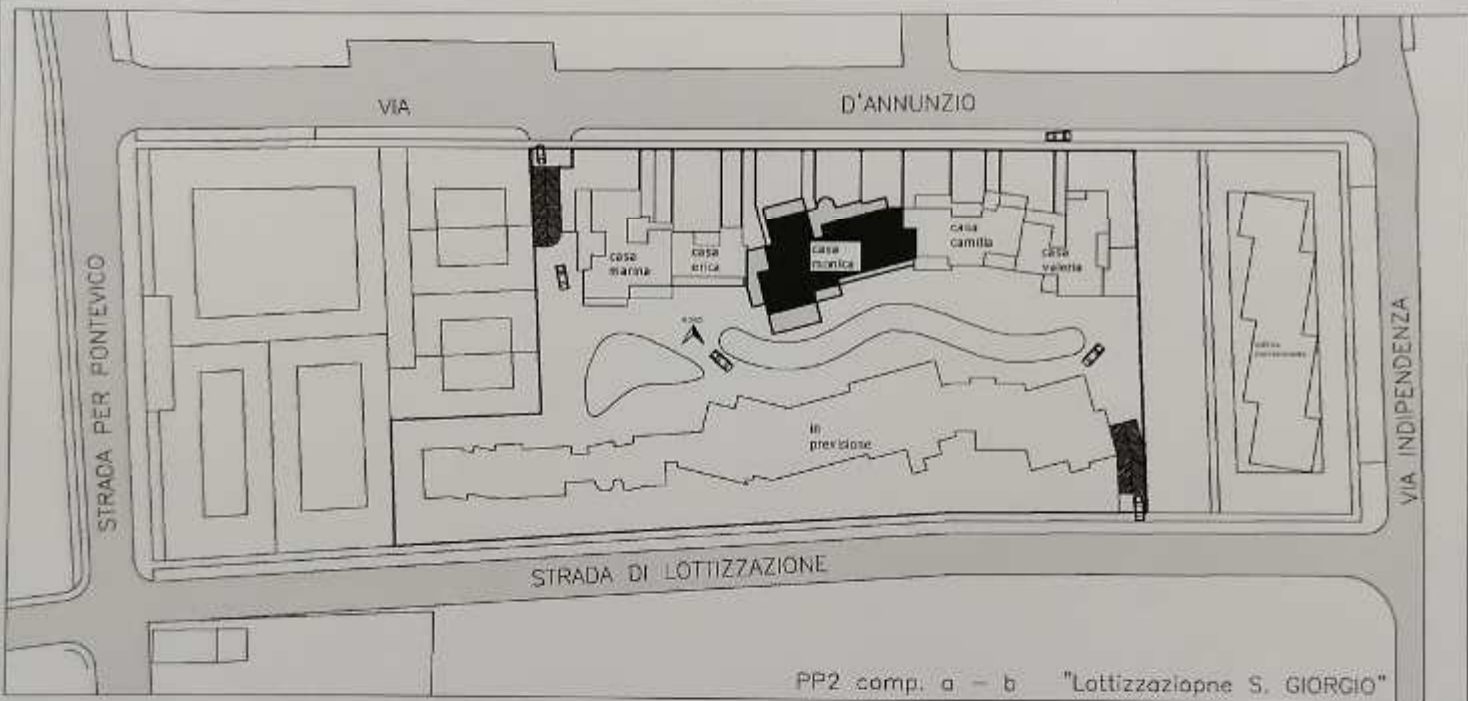 VIA
D'ANNUNZIO
STRADA PER PONTEVICO
casa
marina
casa
erica
casa
monica
casa
camilla
casa
valeria
VIA INDIPENDENZA
in
previsione
STRADA DI LOTTIZZAZIONE
PP2 comp. a - b "Lottizzaziopne S. GIORGIO"